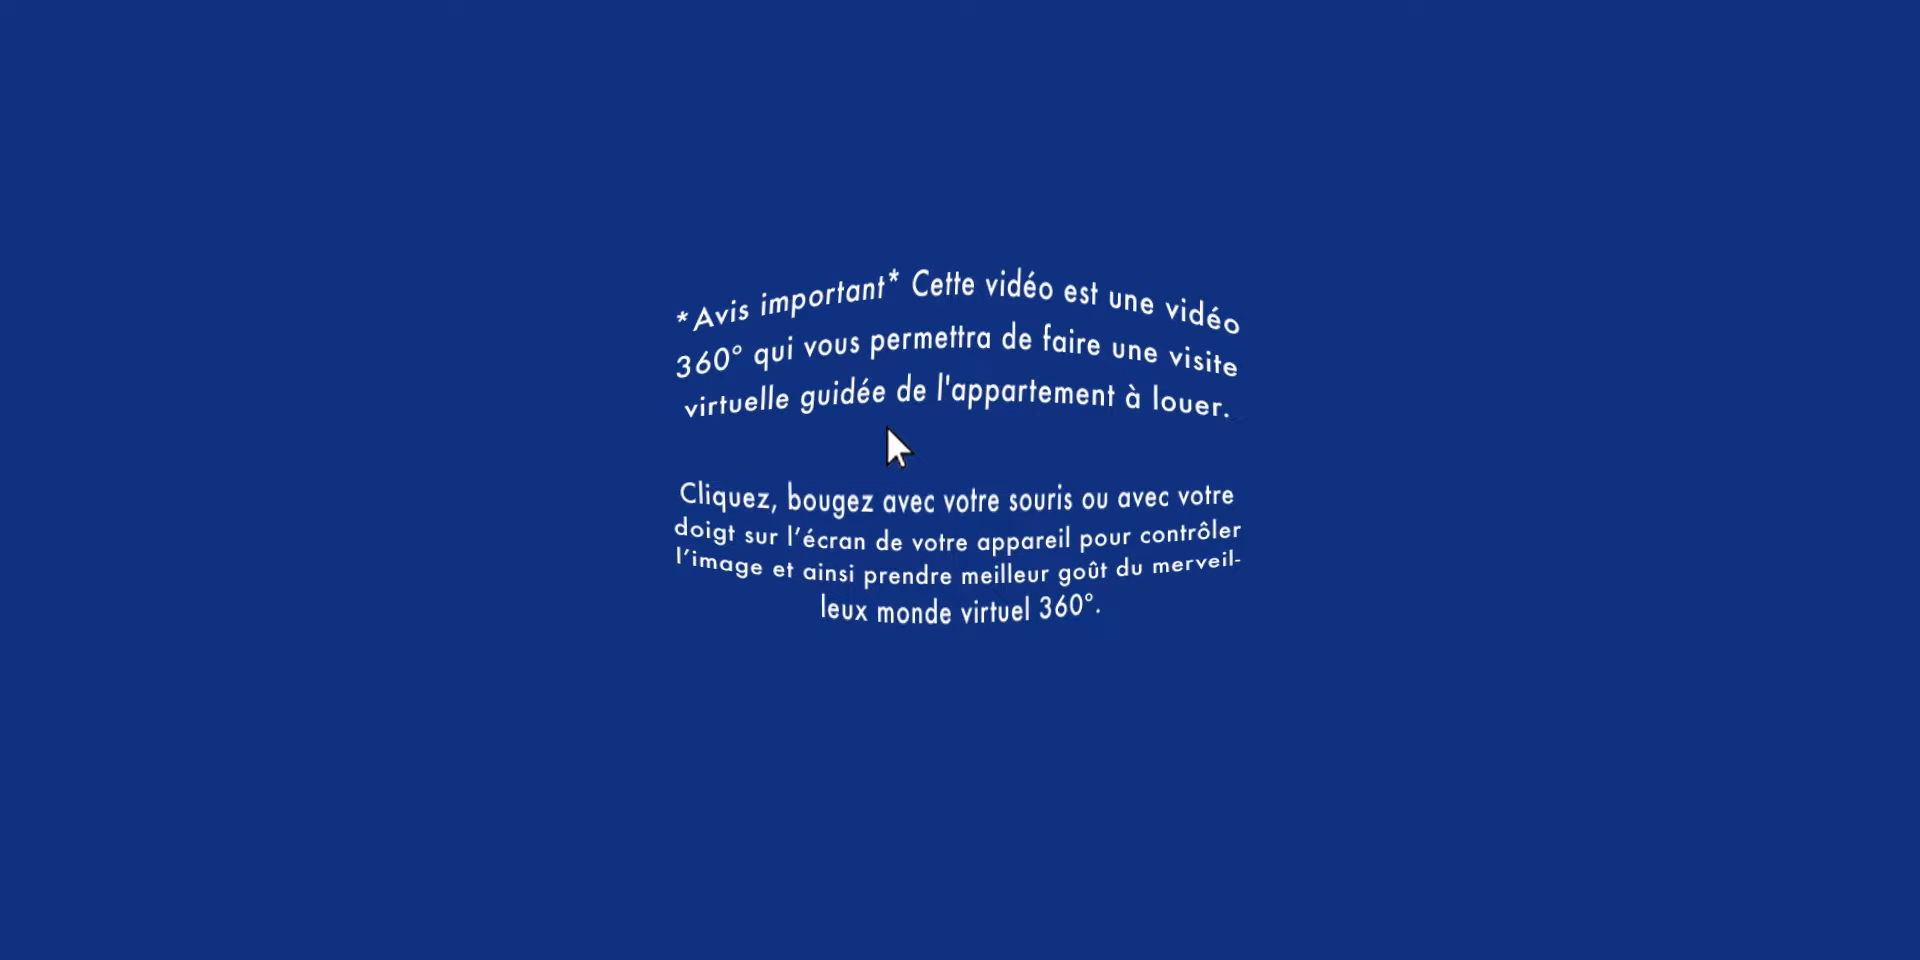 *Avis important* Cette vidéo est une vidéo
360° qui vous permettra de faire une visite
virtuelle guidée de l'appartement à louer.
Cliquez, bougez avec votre souris ou avec votre
doigt sur l’écran de votre appareil pour contrôler
l’image et ainsi prendre meilleur goût du merveil-
leux monde virtuel 360°.